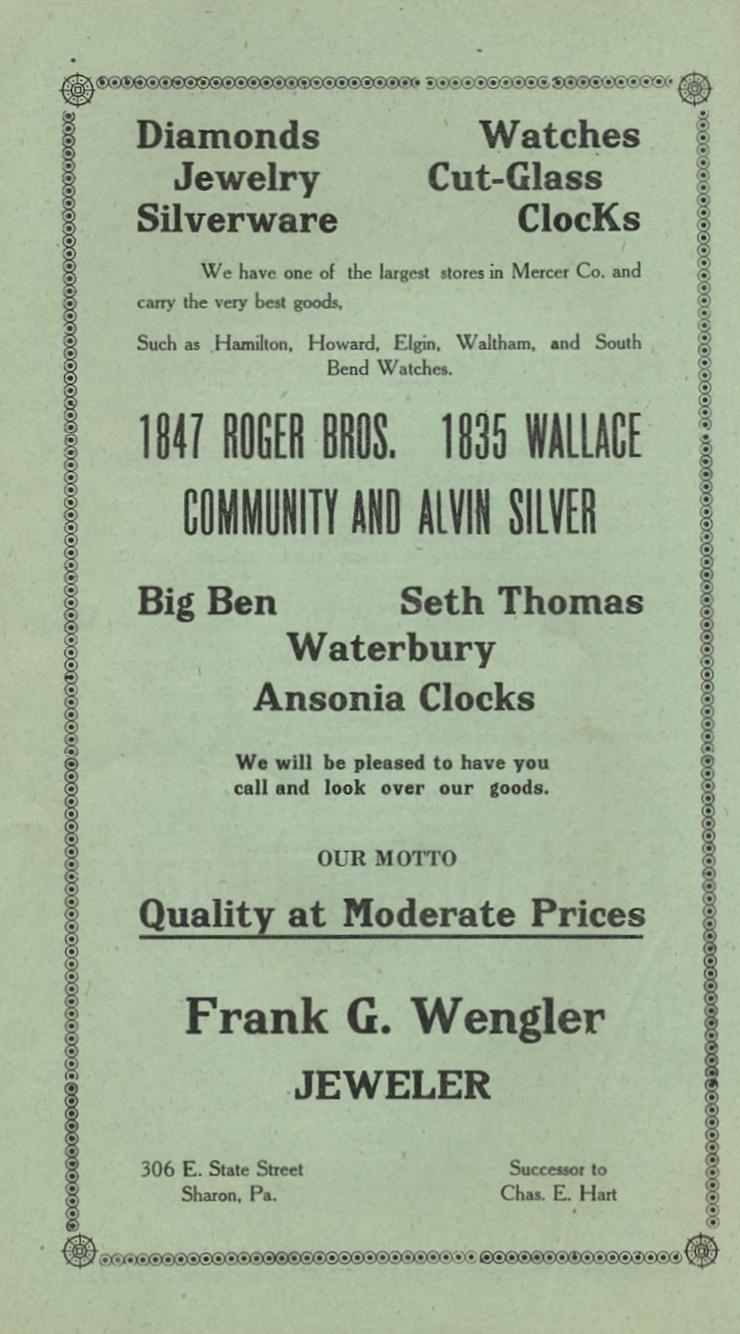 Diamonds Watches
Jewelry Cut-Glass
Silverware ClocKs
We have one of the largest stores in Mercer Co. and
carry the very best goods,
Such as Hamilton, Howard, Elgin, Waltham, and South
Bend Watches.
1847 ROGER BROS. 1835 WALLACE
COMMUNITY AND ALVIN SILVER
Big Ben Seth Thomas
Waterbury
Ansonia Clocks
We will be pleased to have you
call and look over our goods.
OUR MOTTO
Quality at Moderate Prices
Frank G. Wengler
JEWELER
306 E. State Street Successor to
Sharon, Pa. Chas. E. Hart